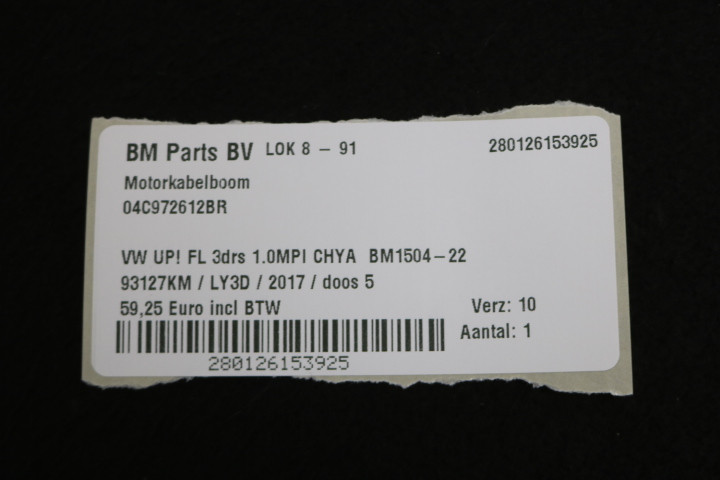 BM Parts BV LOK 8 - 91 280126153925
Motorkabelboom
04C972612BR
VW UP! FL 3drs 1.0MPI CHYA BM1504-22
93127KM / LY3D / 2017 / doos 5
59,25 Euro incl BTW Verz: 10
Aantal: 1
280126153925